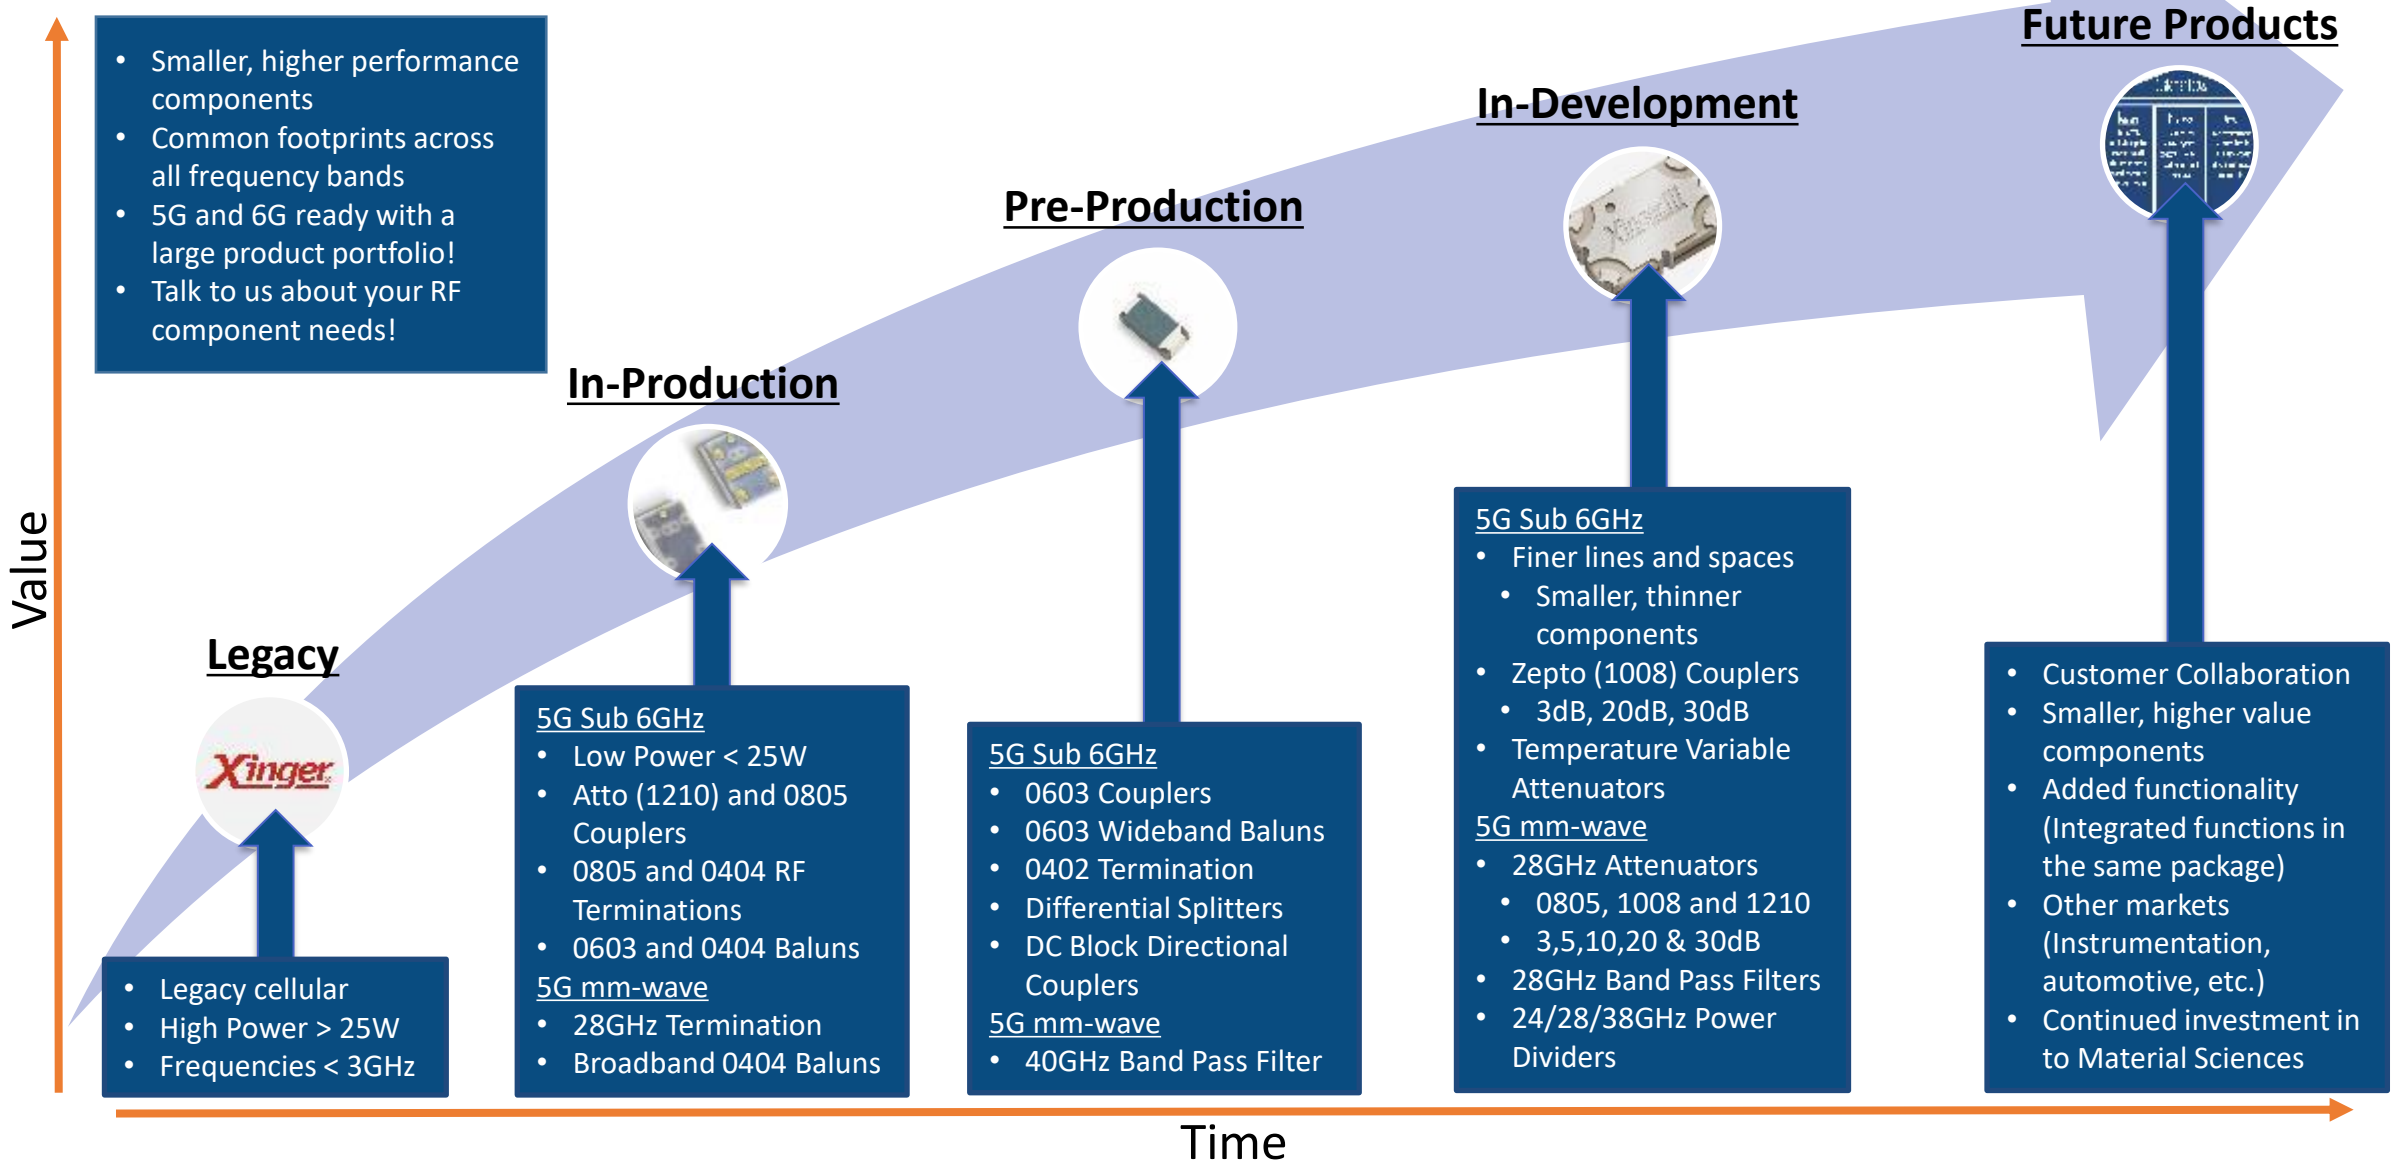 • Smaller, higher performance
components
• Common footprints across
all frequency bands
• 5G and 6G ready with a
large product portfolio!
• Talk to us about your RF
component needs!
Value
Legacy
Xinger
• Legacy cellular
• High Power > 25W
• Frequencies < 3GHz
In-Production
5G Sub 6GHz
• Low Power < 25W
• Atto (1210) and 0805
Couplers
• 0805 and 0404 RF
Terminations
• 0603 and 0404 Baluns
5G mm-wave
• 28GHz Termination
• Broadband 0404 Baluns
Pre-Production
5G Sub 6GHz
• 0603 Couplers
• 0603 Wideband Baluns
• 0402 Termination
• Differential Splitters
• DC Block Directional
Couplers
5G mm-wave
• 40GHz Band Pass Filter
In-Development
5G Sub 6GHz
• Finer lines and spaces
• Smaller, thinner
components
• Zepto (1008) Couplers
• 3dB, 20dB, 30dB
• Temperature Variable
Attenuators
5G mm-wave
• 28GHz Attenuators
• 0805, 1008 and 1210
• 3,5,10,20 & 30dB
• 28GHz Band Pass Filters
• 24/28/38GHz Power
Dividers
Future Products
• Customer Collaboration
• Smaller, higher value
components
• Added functionality
(Integrated functions in
the same package)
• Other markets
(Instrumentation,
automotive, etc.)
• Continued investment in
to Material Sciences
Time